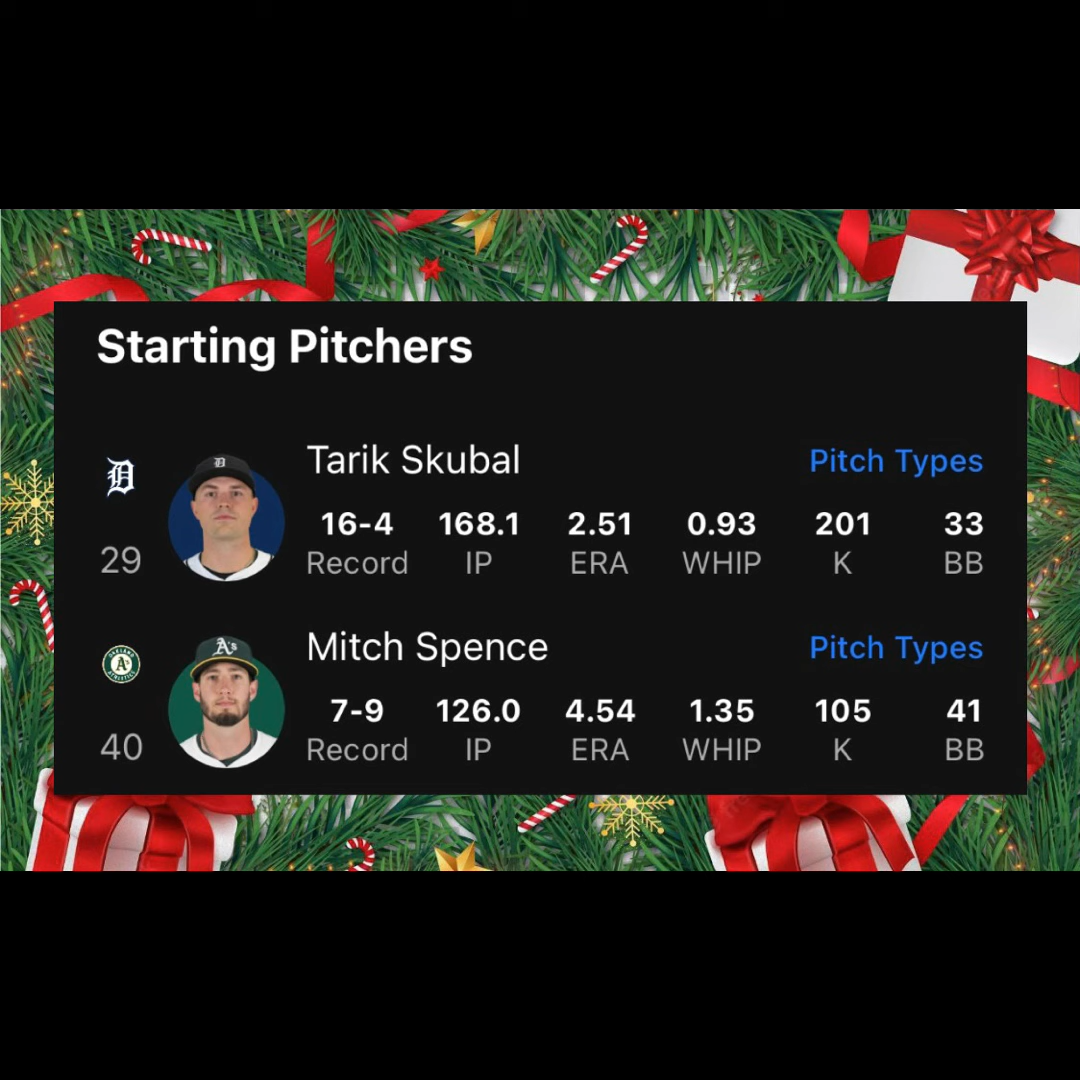 Starting Pitchers
Tarik Skubal
Pitch Types
16-4 168.1 2.51 0.93 201 33
29 Record IP ERA WHIP K BB
Mitch Spence
Pitch Types
7-9 126.0 4.54 1.35 105 41
40 Record IP ERA WHIP K BB